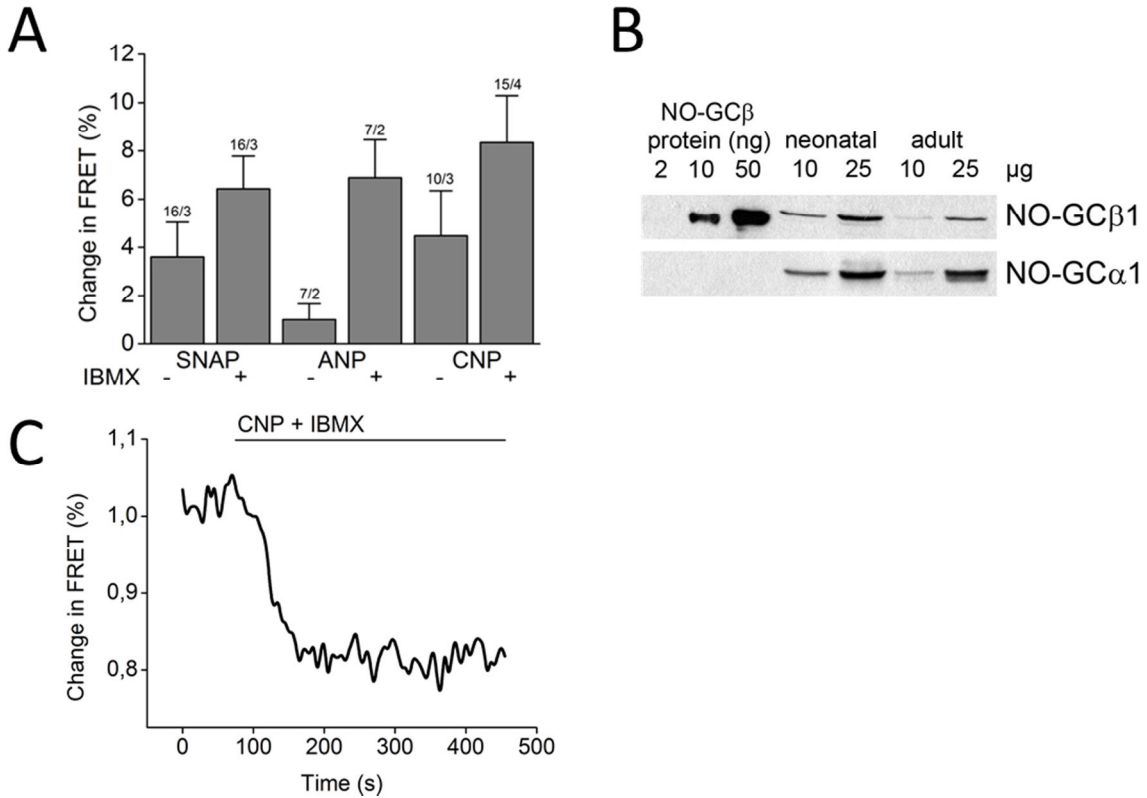 A
Change in FRET (%)
12
10
8
6
4
2
0
16/3
16/3
7/2
7/2
10/3
15/4
SNAP ANP CNP
IBMX - + - + - +
B
NO-GCβ
protein (ng) neonatal adult
2 10 50 10 25 10 25 µg
NO-GCβ1
NO-GCα1
C
CNP + IBMX
Change in FRET (%)
1,1
1,0
0,9
0,8
0 100 200 300 400 500
Time (s)